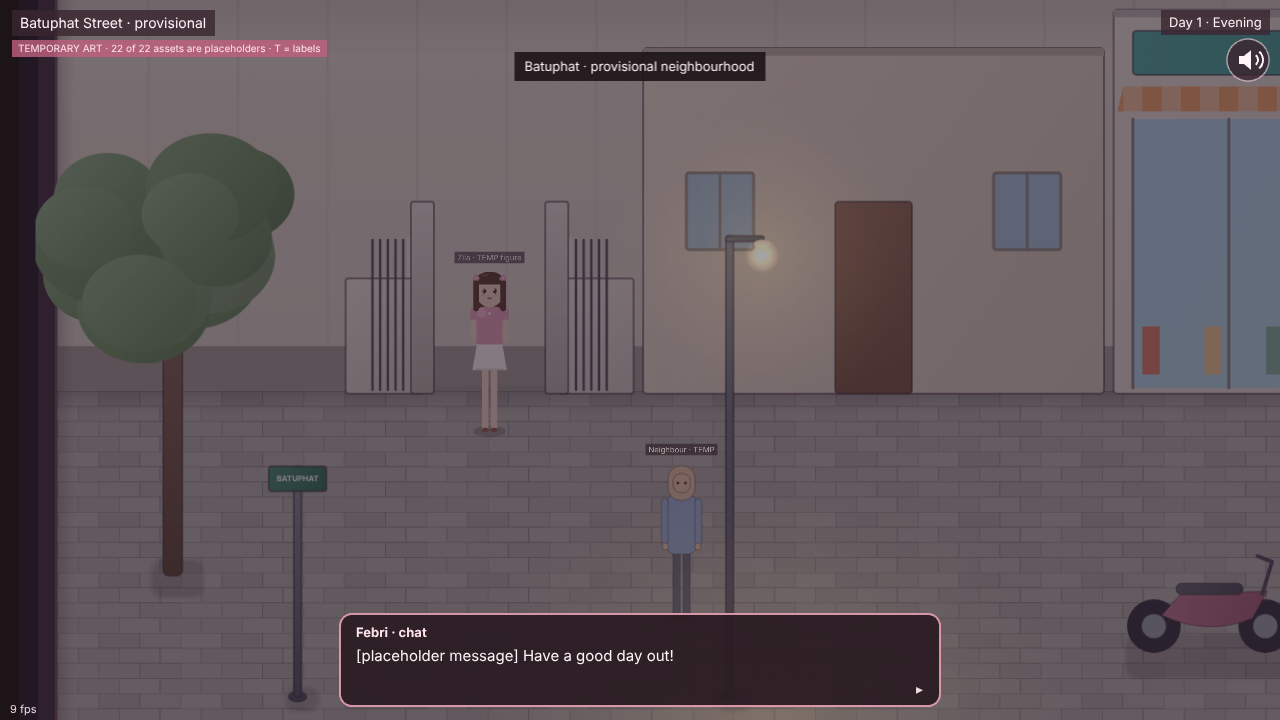 Batuphat Street · provisional
Day 1 · Evening
TEMPORARY ART · 22 of 22 assets are placeholders · T = labels
Batuphat · provisional neighbourhood
Zila · TEMP figure
Neighbour · TEMP
BATUPHAT
Febri · chat
[placeholder message] Have a good day out!
9 fps